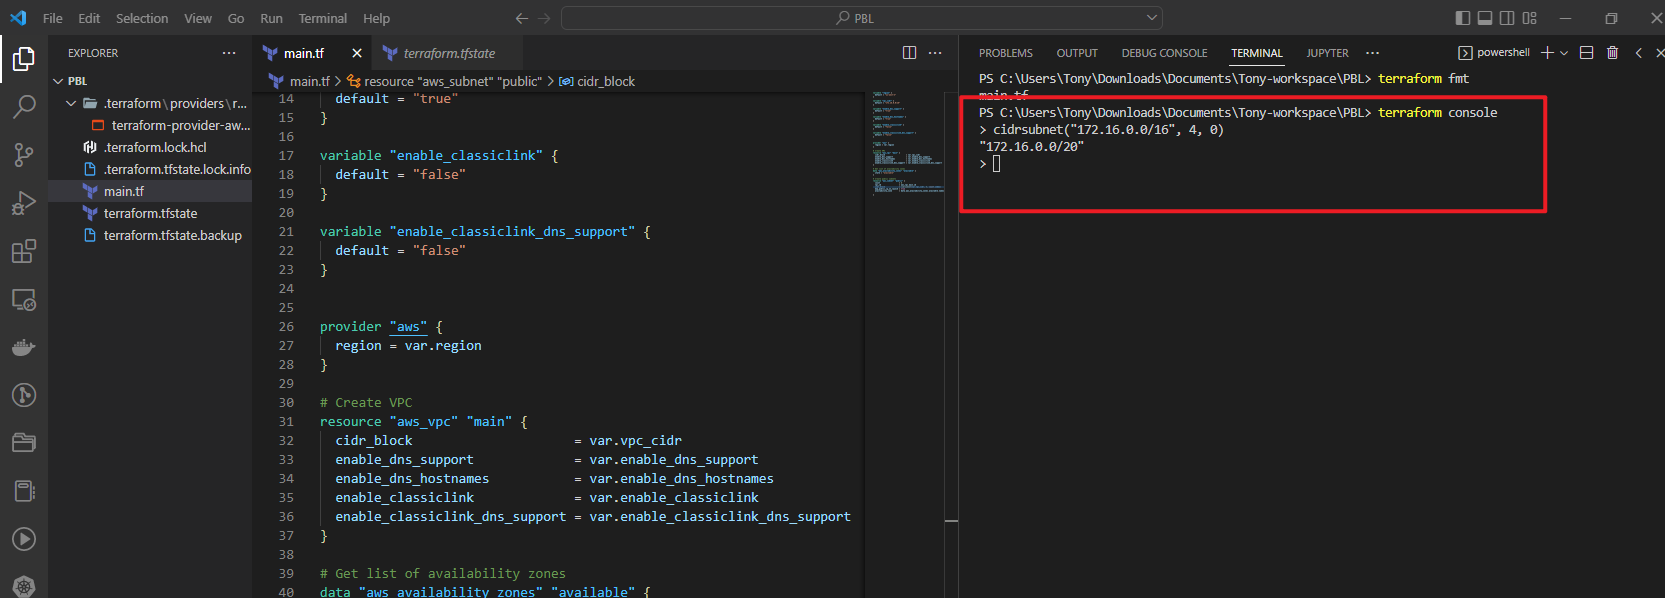 File Edit Selection View Go Run Terminal Help
PBL
EXPLORER
PBL
.terraform\providers\r...
terraform-provider-aw...
.terraform.lock.hcl
.terraform.tfstate.lock.info
main.tf
terraform.tfstate
terraform.tfstate.backup
main.tf terraform.tfstate
main.tf > resource "aws_subnet" "public" > cidr_block
14 default = "true"
15 }
16
17 variable "enable_classiclink" {
18 default = "false"
19 }
20
21 variable "enable_classiclink_dns_support" {
22 default = "false"
23 }
24
25
26 provider "aws" {
27 region = var.region
28 }
29
30 # Create VPC
31 resource "aws_vpc" "main" {
32 cidr_block = var.vpc_cidr
33 enable_dns_support = var.enable_dns_support
34 enable_dns_hostnames = var.enable_dns_hostnames
35 enable_classiclink = var.enable_classiclink
36 enable_classiclink_dns_support = var.enable_classiclink_dns_support
37 }
38
39 # Get list of availability zones
40 data "aws_availability_zones" "available" {
PROBLEMS OUTPUT DEBUG CONSOLE TERMINAL JUPYTER ... powershell
PS C:\Users\Tony\Downloads\Documents\Tony-workspace\PBL> terraform fmt
main.tf
PS C:\Users\Tony\Downloads\Documents\Tony-workspace\PBL> terraform console
> cidrsubnet("172.16.0.0/16", 4, 0)
"172.16.0.0/20"
>